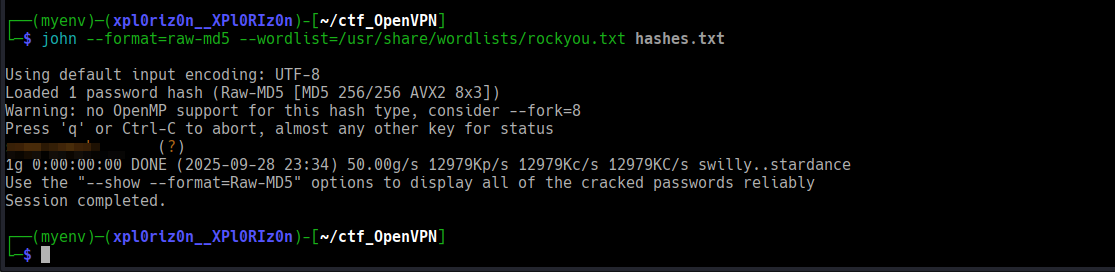 ┌──(myenv)─(xpl0r1z0n__XPl0RIz0n)-[~/ctf_OpenVPN]
└─$ john --format=raw-md5 --wordlist=/usr/share/wordlists/rockyou.txt hashes.txt
Using default input encoding: UTF-8
Loaded 1 password hash (Raw-MD5 [MD5 256/256 AVX2 8x3])
Warning: no OpenMP support for this hash type, consider --fork=8
Press 'q' or Ctrl-C to abort, almost any other key for status
(?)
1g 0:00:00:00 DONE (2025-09-28 23:34) 50.00g/s 12979Kp/s 12979Kc/s 12979KC/s swilly..stardance
Use the "--show --format=Raw-MD5" options to display all of the cracked passwords reliably
Session completed.
┌──(myenv)─(xpl0r1z0n__XPl0RIz0n)-[~/ctf_OpenVPN]
└─$